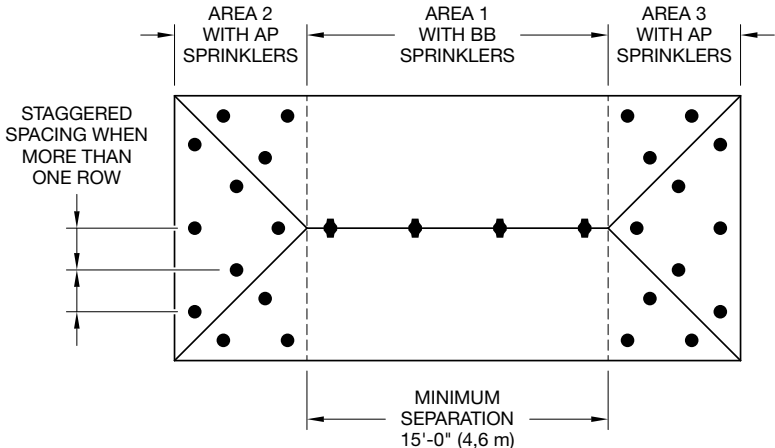 AREA 2
WITH AP
SPRINKLERS
AREA 1
WITH BB
SPRINKLERS
AREA 3
WITH AP
SPRINKLERS
STAGGERED
SPACING WHEN
MORE THAN
ONE ROW
MINIMUM
SEPARATION
15'-0" (4,6 m)